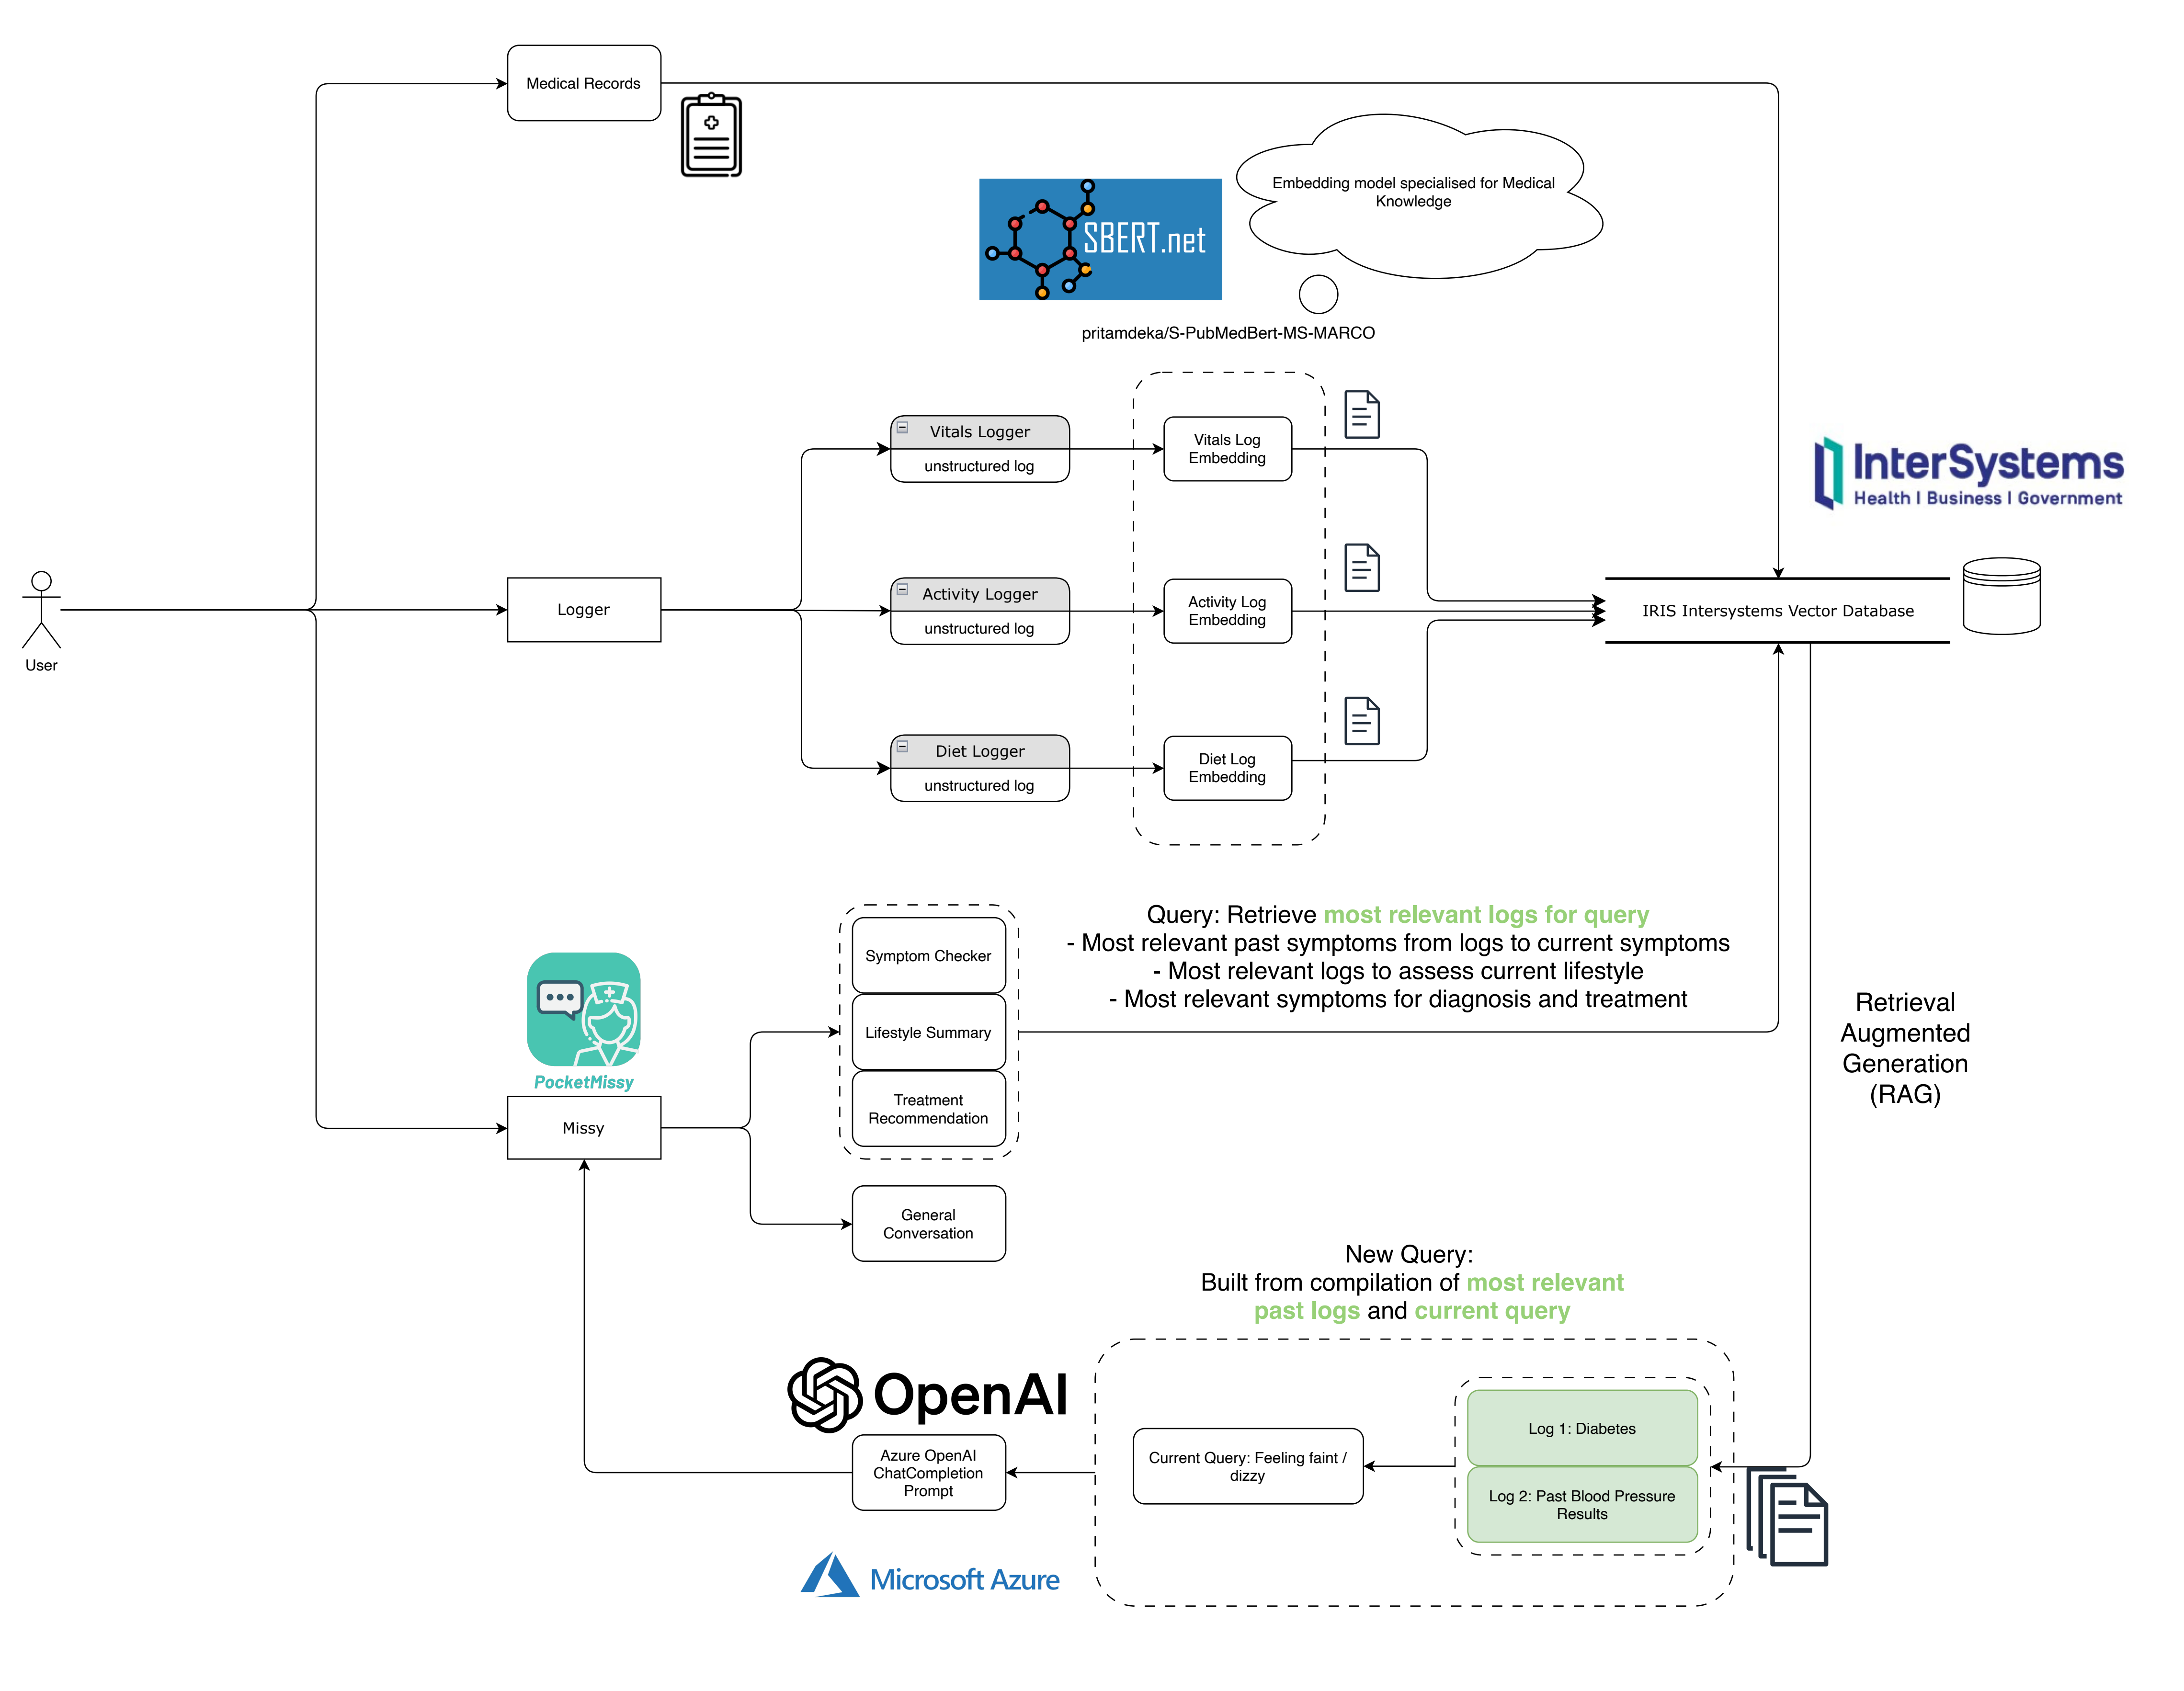 Medical Records
Embedding model specialised for Medical
Knowledge
SBERT.net
pritamdeka/S-PubMedBert-MS-MARCO
Vitals Logger
unstructured log
Vitals Log
Embedding
InterSystems
Health | Business | Government
User
Logger
Activity Logger
unstructured log
Activity Log
Embedding
IRIS Intersystems Vector Database
Diet Logger
unstructured log
Diet Log
Embedding
Query: Retrieve most relevant logs for query
- Most relevant past symptoms from logs to current symptoms
- Most relevant logs to assess current lifestyle
- Most relevant symptoms for diagnosis and treatment
Symptom Checker
Lifestyle Summary
Treatment
Recommendation
Retrieval
Augmented
Generation
(RAG)
PocketMissy
Missy
General
Conversation
New Query:
Built from compilation of most relevant
past logs and current query
OpenAI
Azure OpenAI
ChatCompletion
Prompt
Current Query: Feeling faint /
dizzy
Log 1: Diabetes
Log 2: Past Blood Pressure
Results
Microsoft Azure